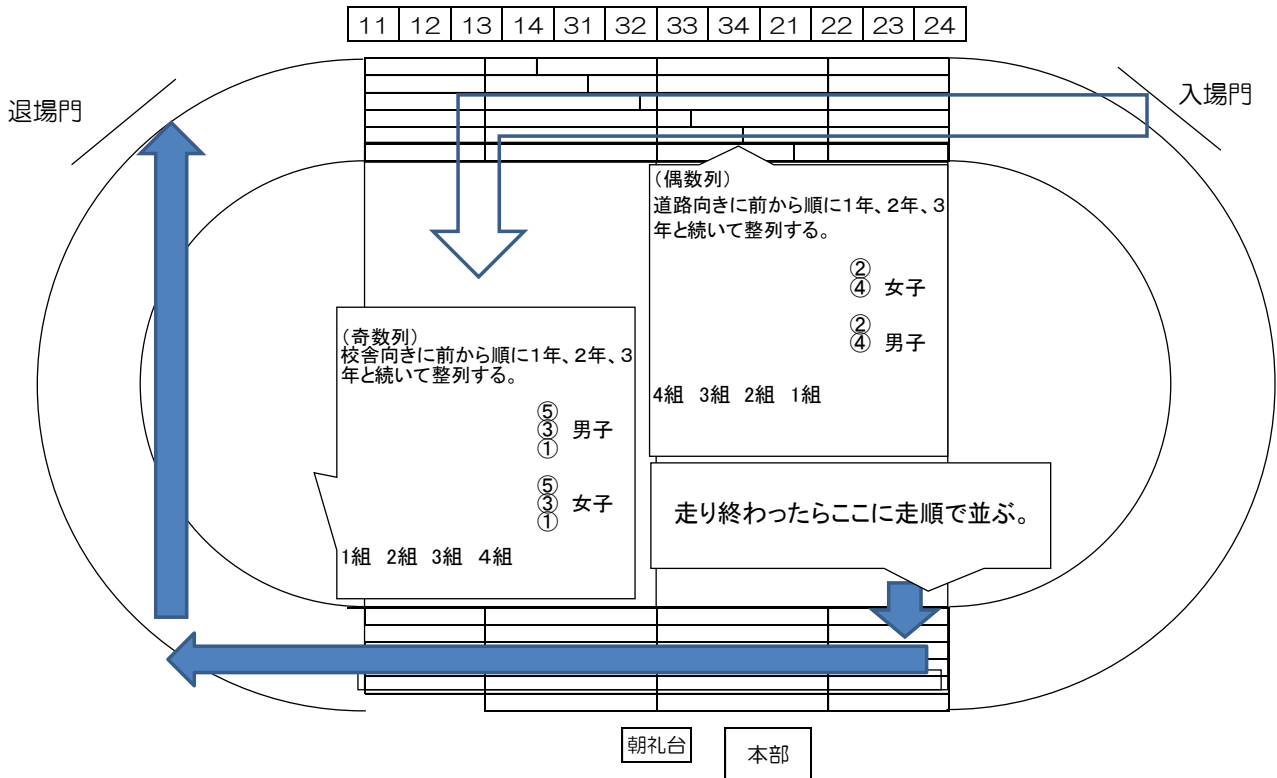 11 12 13 14 31 32 33 34 21 22 23 24
退場門
入場門
（偶数列）
道路向きに前から順に1年、2年、3
年と続いて整列する。
②
④ 女子
②
④ 男子
4組 3組 2組 1組
（奇数列）
校舎向きに前から順に1年、2年、3
年と続いて整列する。
⑤
③ 男子
①
⑤
③ 女子
①
1組 2組 3組 4組
走り終わったらここに走順で並ぶ。
朝礼台
本部